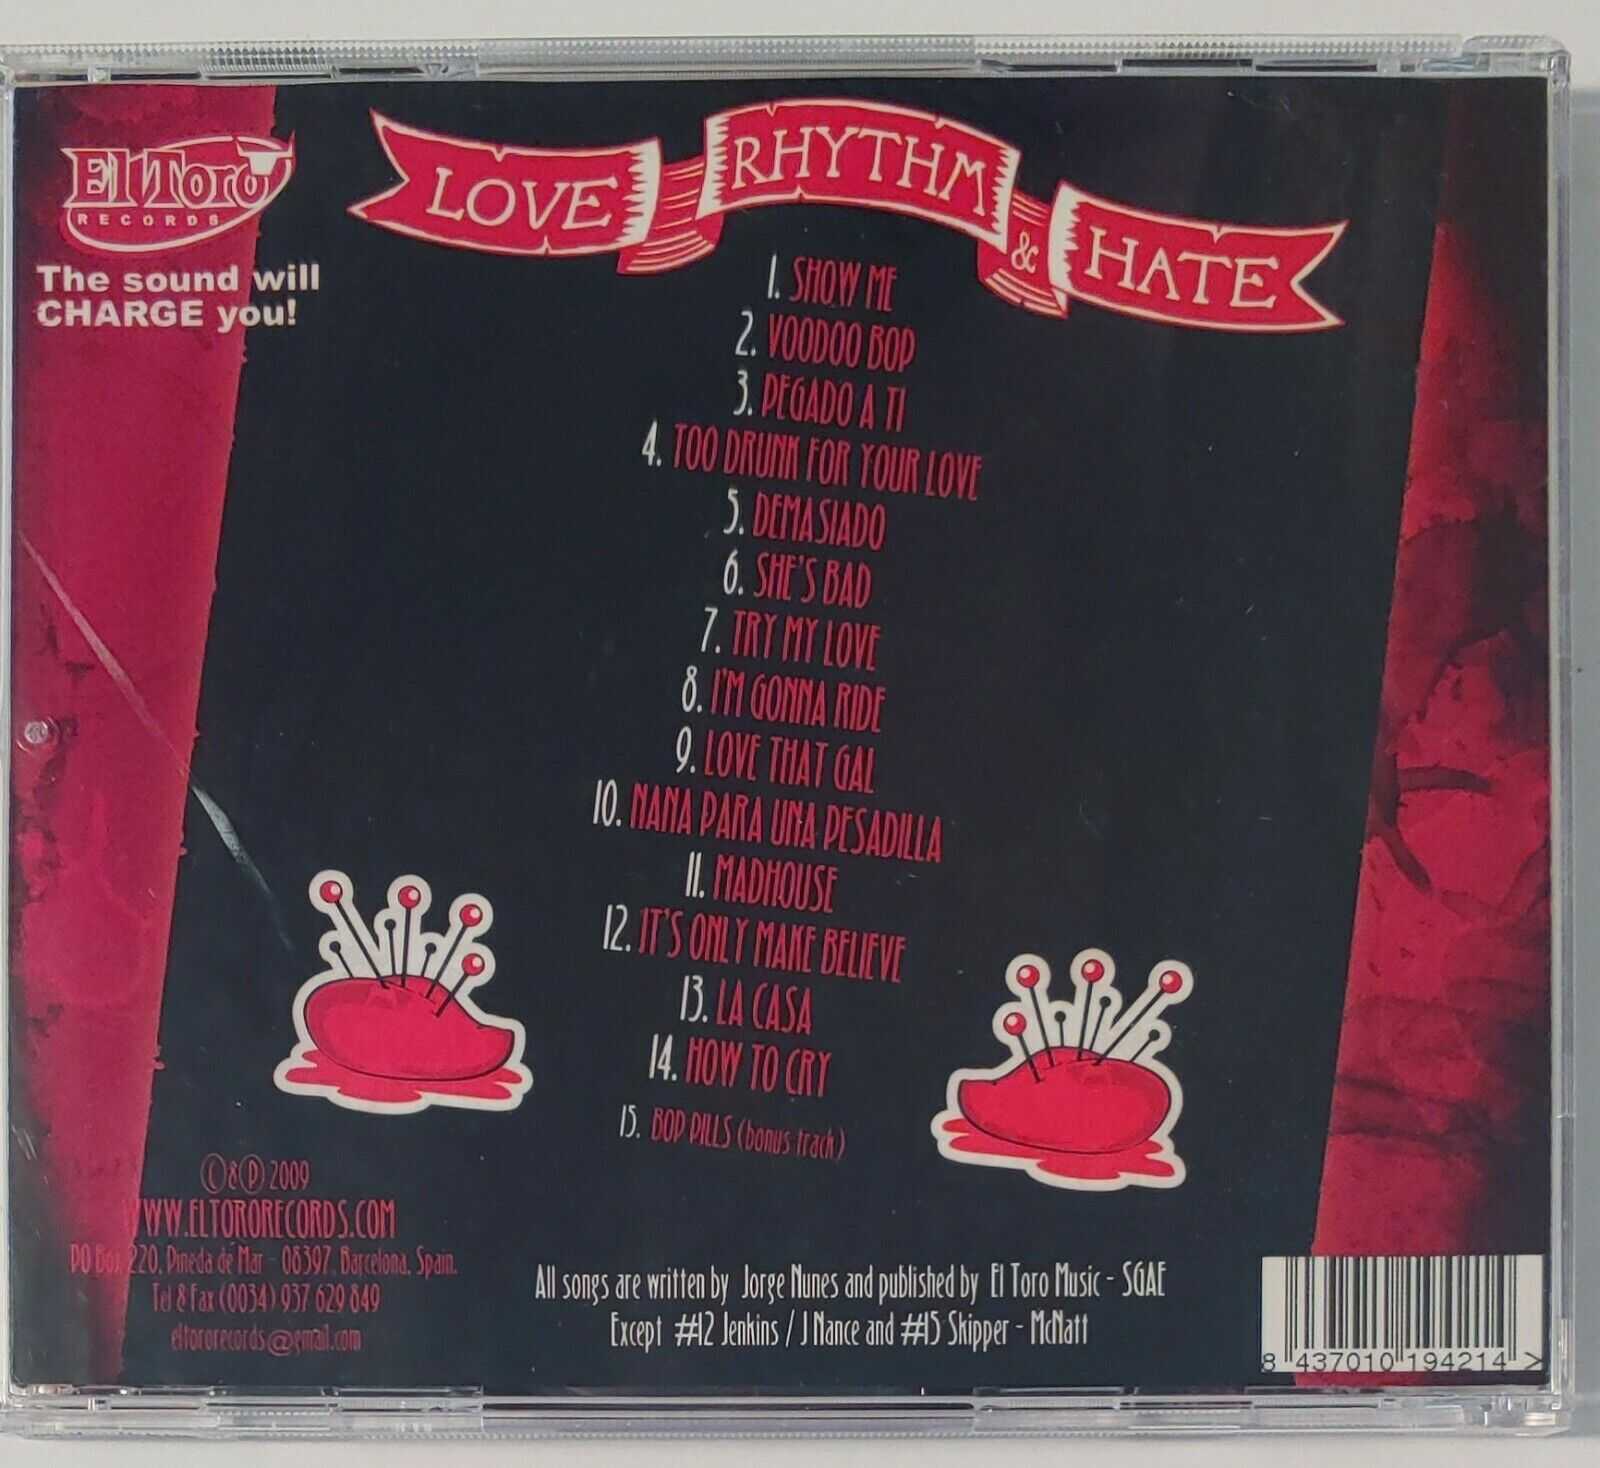 El Toro
RECORDS
The sound will
CHARGE you!
LOVE RHYTHM & HATE
1. SHOW ME
2. VOODOO BOP
3. PEGADO A TI
4. TOO DRUNK FOR YOUR LOVE
5. DEMASIADO
6. SHE'S BAD
7. TRY MY LOVE
8. I'M GONNA RIDE
9. LOVE THAT GAL
10. NANA PARA UNA PESADILLA
11. MADHOUSE
12. IT'S ONLY MAKE BELIEVE
13. LA CASA
14. HOW TO CRY
15. BOP PILLS (bonus track)
©&℗ 2009
WWW.ELTORORECORDS.COM
PO Box 220, Pineda de Mar - 08397, Barcelona. Spain.
Tel & Fax (0034) 937 629 849
eltororecords@gmail.com
All songs are written by Jorge Nunes and published by El Toro Music - SGAE
Except #12 Jenkins / J Nance and #15 Skipper - McNatt
8 437010 194214 >